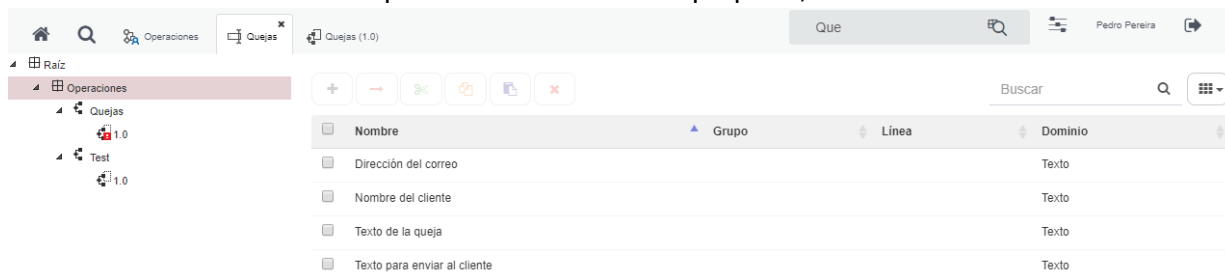 Operaciones Quejas Quejas (1.0) Que Pedro Pereira
Raíz
Operaciones
Quejas
1.0
Test
1.0
Buscar
Nombre Grupo Línea Dominio
Dirección del correo Texto
Nombre del cliente Texto
Texto de la queja Texto
Texto para enviar al cliente Texto